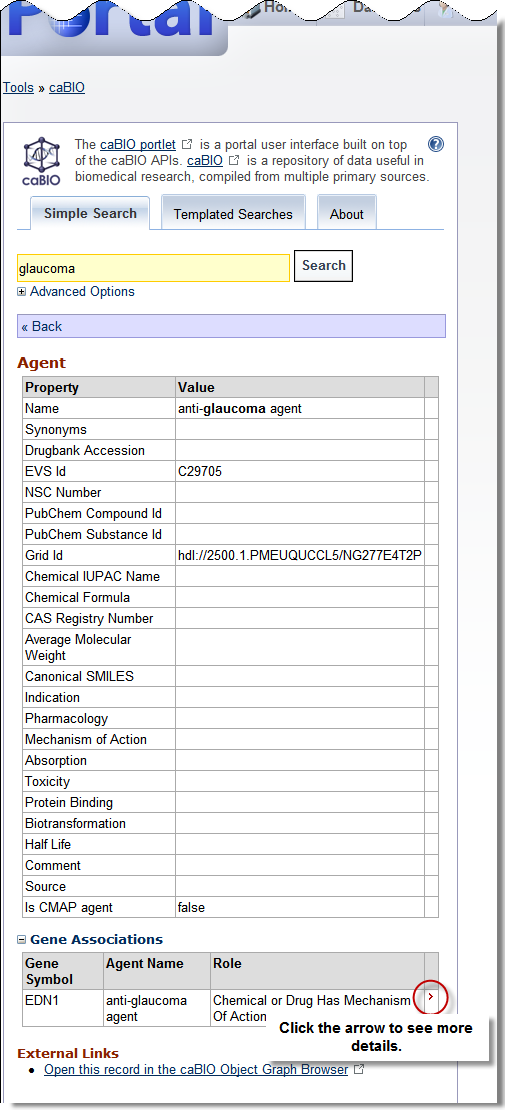 Portal
Tools » caBIO
The caBIO portlet is a portal user interface built on top
of the caBIO APIs. caBIO is a repository of data useful in
biomedical research, compiled from multiple primary sources.
caBIO
?
Simple Search Templated Searches About
glaucoma Search
Advanced Options
« Back
Agent
Property Value
Name anti-glaucoma agent
Synonyms
Drugbank Accession
EVS Id C29705
NSC Number
PubChem Compound Id
PubChem Substance Id
Grid Id hdl://2500.1.PMEUQUCCL5/NG277E4T2P
Chemical IUPAC Name
Chemical Formula
CAS Registry Number
Average Molecular
Weight
Canonical SMILES
Indication
Pharmacology
Mechanism of Action
Absorption
Toxicity
Protein Binding
Biotransformation
Half Life
Comment
Source
Is CMAP agent false
Gene Associations
Gene
Symbol
Agent Name Role
EDN1 anti-glaucoma
agent
Chemical or Drug Has Mechanism
Of Action
Click the arrow to see more
details.
External Links
• Open this record in the caBIO Object Graph Browser